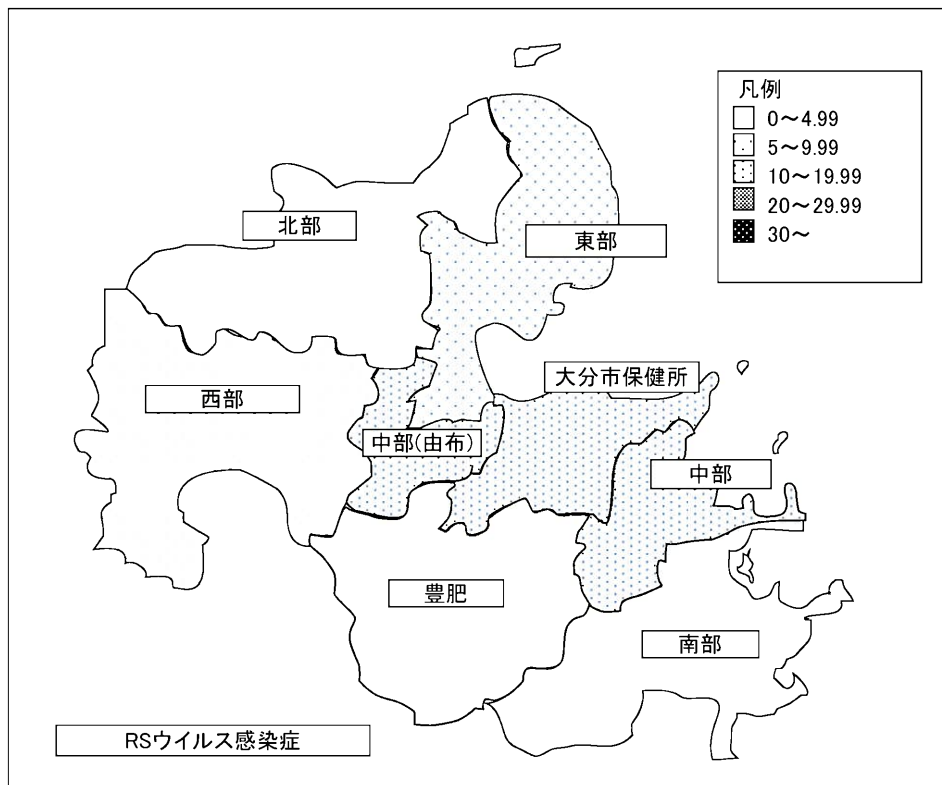 凡例
0～4.99
5～9.99
10～19.99
20～29.99
30～
北部
東部
大分市保健所
西部
中部(由布)
中部
豊肥
南部
RSウイルス感染症